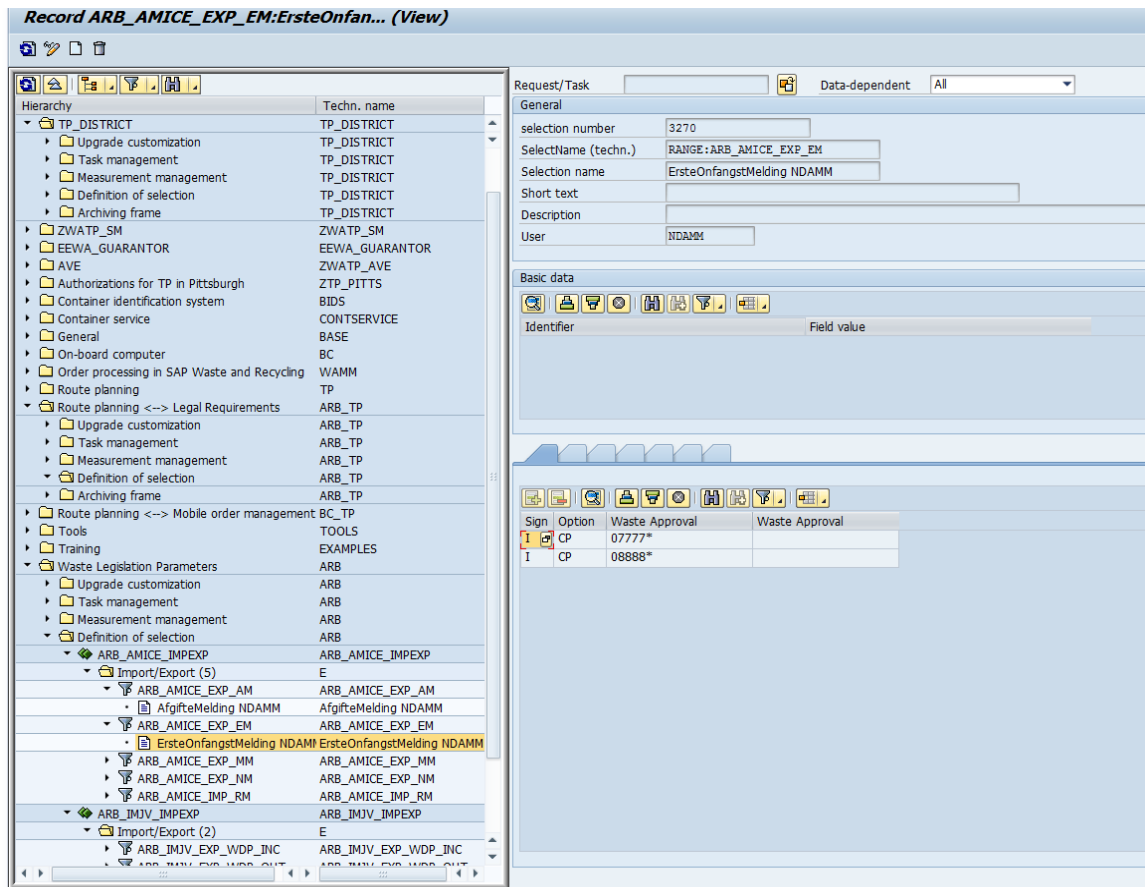 Record ARB_AMICE_EXP_EM:ErsteOnfan... (View)
Hierarchy Techn. name
TP_DISTRICT TP_DISTRICT
Upgrade customization TP_DISTRICT
Task management TP_DISTRICT
Measurement management TP_DISTRICT
Definition of selection TP_DISTRICT
Archiving frame TP_DISTRICT
ZWATP_SM ZWATP_SM
EEWA_GUARANTOR EEWA_GUARANTOR
AVE ZWATP_AVE
Authorizations for TP in Pittsburgh ZTP_PITTS
Container identification system BIDS
Container service CONTSERVICE
General BASE
On-board computer BC
Order processing in SAP Waste and Recycling WAMM
Route planning TP
Route planning <--> Legal Requirements ARB_TP
Upgrade customization ARB_TP
Task management ARB_TP
Measurement management ARB_TP
Definition of selection ARB_TP
Archiving frame ARB_TP
Route planning <--> Mobile order management BC_TP
Tools TOOLS
Training EXAMPLES
Waste Legislation Parameters ARB
Upgrade customization ARB
Task management ARB
Measurement management ARB
Definition of selection ARB
ARB_AMICE_IMPEXP ARB_AMICE_IMPEXP
Import/Export (5) E
ARB_AMICE_EXP_AM ARB_AMICE_EXP_AM
AfgifteMelding NDAMM AfgifteMelding NDAMM
ARB_AMICE_EXP_EM ARB_AMICE_EXP_EM
ErsteOnfangstMelding NDAMM ErsteOnfangstMelding NDAMM
ARB_AMICE_EXP_MM ARB_AMICE_EXP_MM
ARB_AMICE_EXP_NM ARB_AMICE_EXP_NM
ARB_AMICE_IMP_RM ARB_AMICE_IMP_RM
ARB_IMJV_IMPEXP ARB_IMJV_IMPEXP
Import/Export (2) E
ARB_IMJV_EXP_WDP_INC ARB_IMJV_EXP_WDP_INC
ARB_IMJV_EXP_WDP_OUT ARB_IMJV_EXP_WDP_OUT
Request/Task Data-dependent All
General
selection number 3270
SelectName (techn.) RANGE:ARB_AMICE_EXP_EM
Selection name ErsteOnfangstMelding NDAMM
Short text
Description
User NDAMM
Basic data
Identifier Field value
Sign Option Waste Approval Waste Approval
I CP 07777*
I CP 08888*